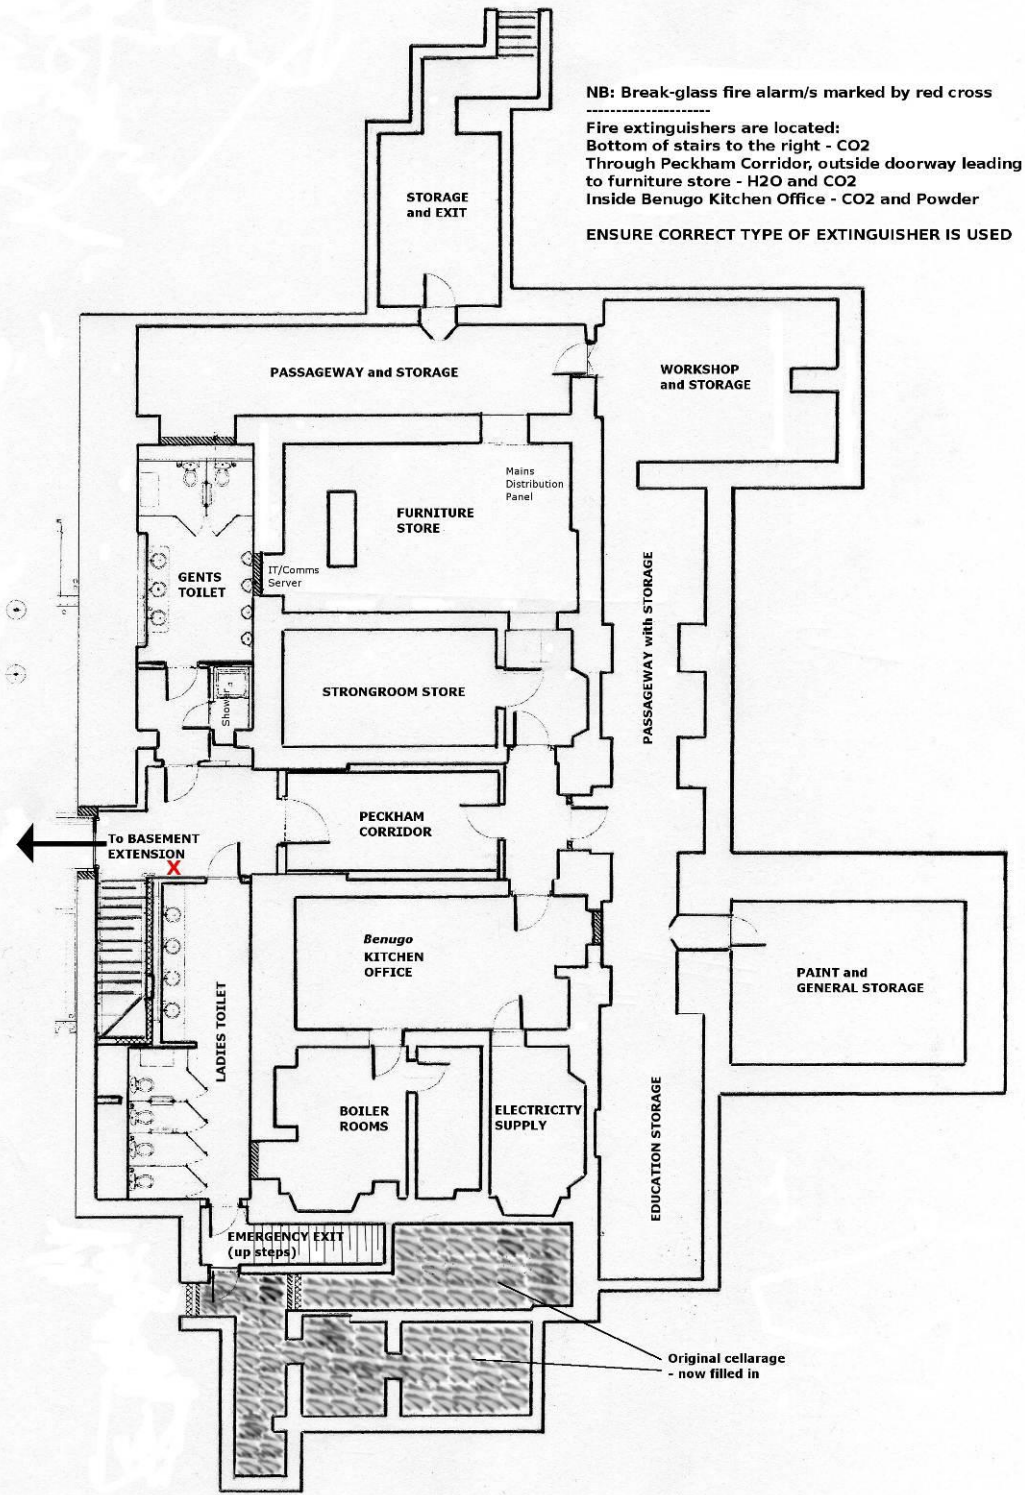 NB: Break-glass fire alarm/s marked by red cross
---------------------
Fire extinguishers are located:
Bottom of stairs to the right - CO2
Through Peckham Corridor, outside doorway leading
to furniture store - H2O and CO2
Inside Benugo Kitchen Office - CO2 and Powder
ENSURE CORRECT TYPE OF EXTINGUISHER IS USED
STORAGE
and EXIT
PASSAGEWAY and STORAGE
WORKSHOP
and STORAGE
Mains
Distribution
Panel
FURNITURE
STORE
IT/Comms
Server
GENTS
TOILET
PASSAGEWAY with STORAGE
STRONGROOM STORE
Shower
PECKHAM
CORRIDOR
To BASEMENT
EXTENSION
X
Benugo
KITCHEN
OFFICE
PAINT and
GENERAL STORAGE
LADIES TOILET
BOILER
ROOMS
ELECTRICITY
SUPPLY
EDUCATION STORAGE
EMERGENCY EXIT
(up steps)
Original cellarage
- now filled in